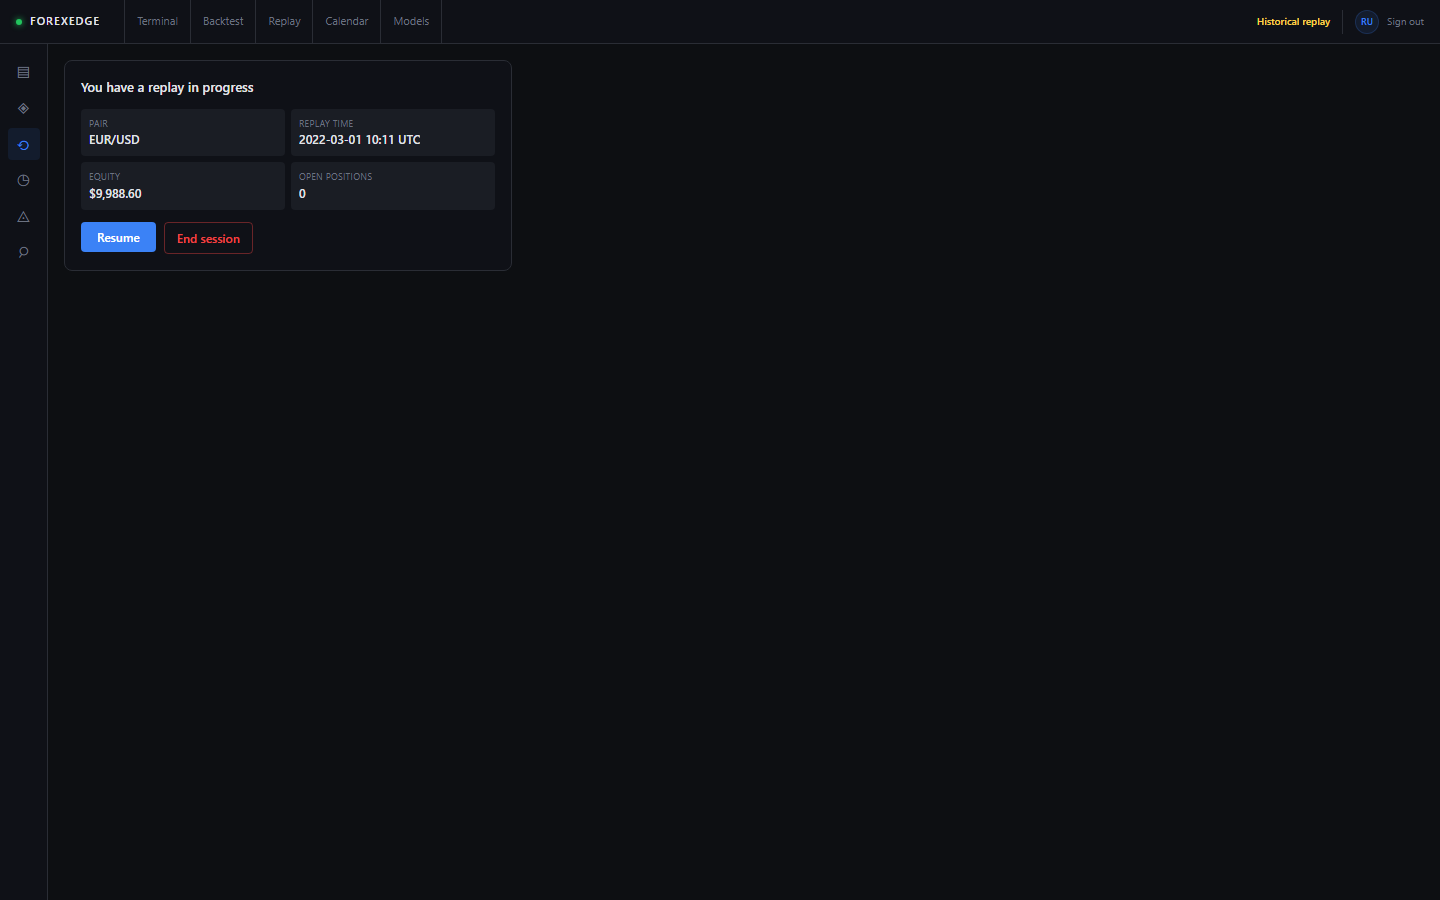 FOREXEDGE
Terminal
Backtest
Replay
Calendar
Models
Historical replay
RU
Sign out
You have a replay in progress
PAIR
EUR/USD
REPLAY TIME
2022-03-01 10:11 UTC
EQUITY
$9,988.60
OPEN POSITIONS
0
Resume
End session